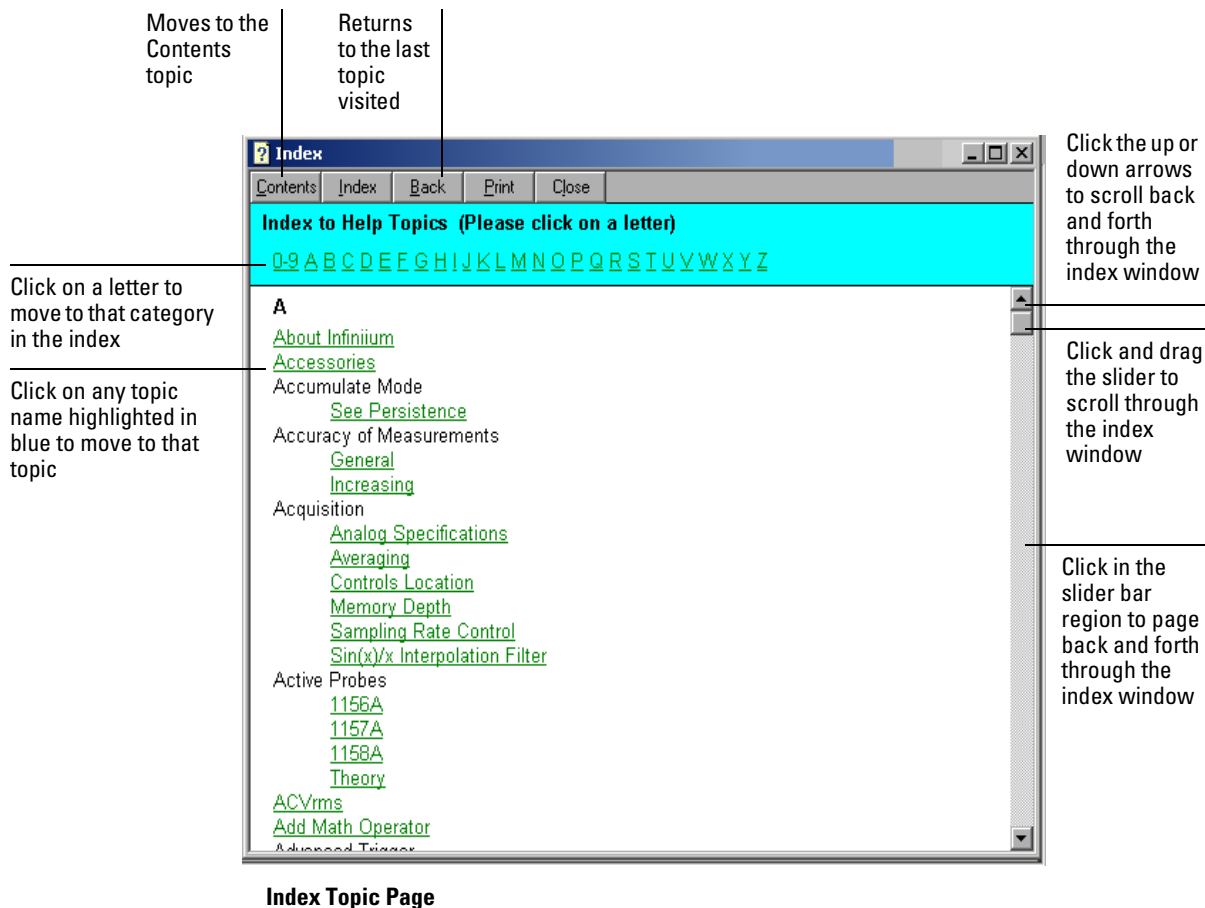 Moves to the
Contents
topic
Returns
to the last
topic
visited
Index
Contents Index Back Print Close
Index to Help Topics (Please click on a letter)
0-9 A B C D E F G H I J K L M N O P Q R S T U V W X Y Z
Click on a letter to
move to that category
in the index
Click on any topic
name highlighted in
blue to move to that
topic
A
About Infiniium
Accessories
Accumulate Mode
See Persistence
Accuracy of Measurements
General
Increasing
Acquisition
Analog Specifications
Averaging
Controls Location
Memory Depth
Sampling Rate Control
Sin(x)/x Interpolation Filter
Active Probes
1156A
1157A
1158A
Theory
ACVrms
Add Math Operator
Advanced Trigger
Click the up or
down arrows
to scroll back
and forth
through the
index window
Click and drag
the slider to
scroll through
the index
window
Click in the
slider bar
region to page
back and forth
through the
index window
Index Topic Page